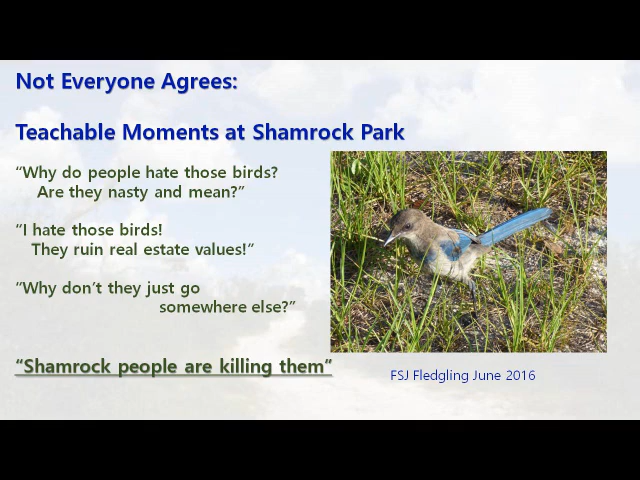 Not Everyone Agrees:
Teachable Moments at Shamrock Park
“Why do people hate those birds?
Are they nasty and mean?”
“I hate those birds!
They ruin real estate values!”
“Why don’t they just go
somewhere else?”
“Shamrock people are killing them”
FSJ Fledgling June 2016